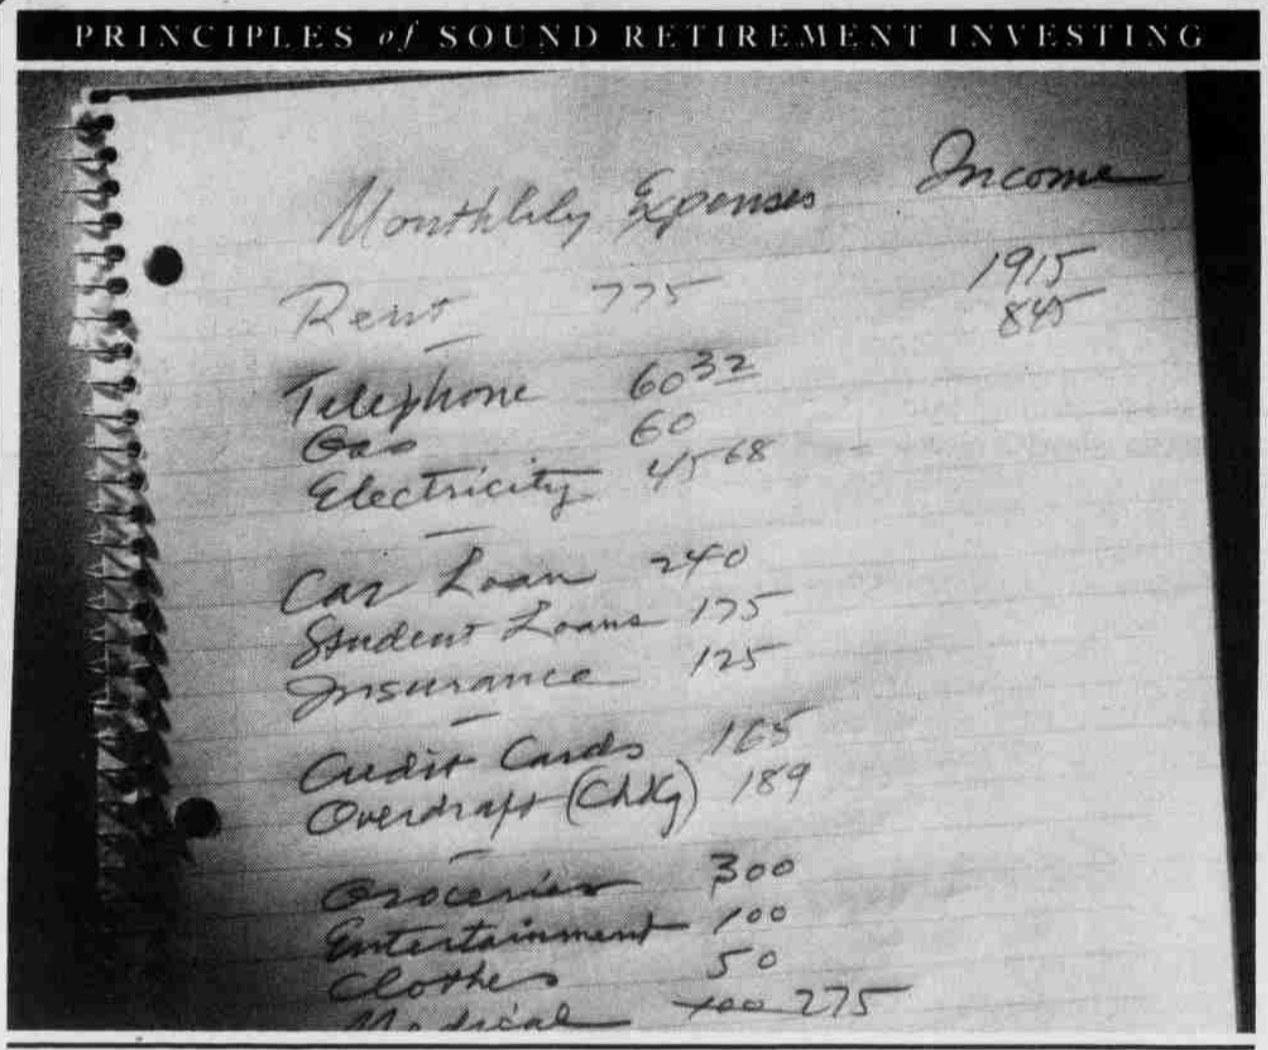 PRINCIPLES of SOUND RETIREMENT INVESTING
Monthlily Expenses Income
Rent 775 1915
845
Telephone 60 32
Gas 60
Electricity 45 68
Car Loan 240
Student Loans 175
Insurance 125
Credit Cards 165
Overdraft (Chkg) 189
Groceries 300
Entertainment 100
Clothes 50
Medical 100 275